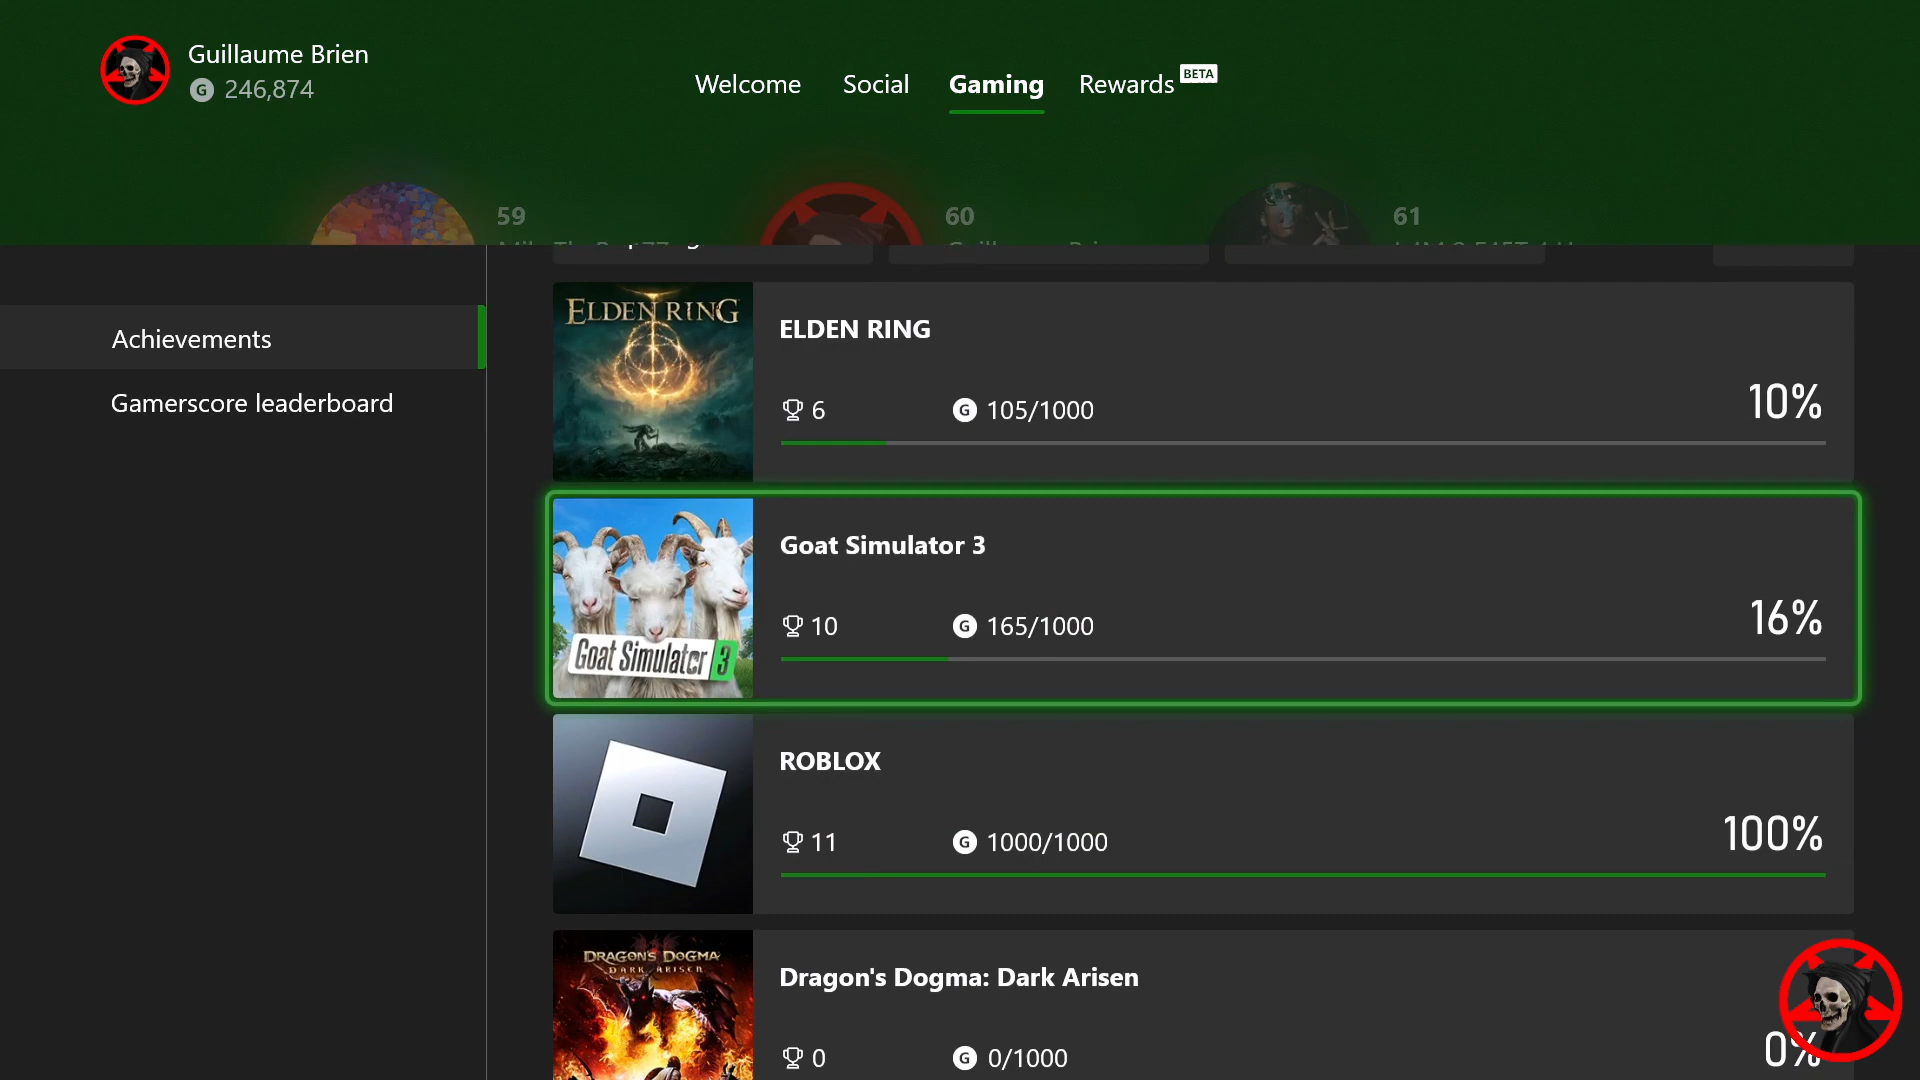 Guillaume Brien
G 246,874
Welcome Social Gaming Rewards BETA
59 60 61
Achievements
Gamerscore leaderboard
ELDEN RING
ELDEN RING
6 G 105/1000 10%
Goat Simulator 3
Goat Simulator 3
10 G 165/1000 16%
ROBLOX
11 G 1000/1000 100%
DRAGON'S DOGMA
DARK ARISEN
Dragon's Dogma: Dark Arisen
0 G 0/1000 0%